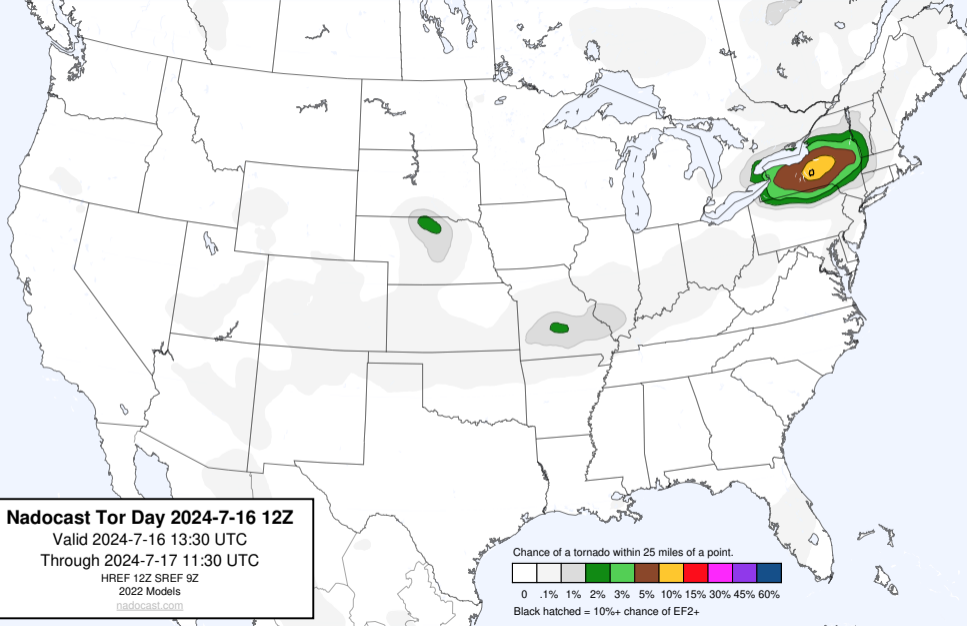 Nadocast Tor Day 2024-7-16 12Z
Valid 2024-7-16 13:30 UTC
Through 2024-7-17 11:30 UTC
HREF 12Z SREF 9Z
2022 Models
nadocast.com
Chance of a tornado within 25 miles of a point.
0 .1% 1% 2% 3% 5% 10% 15% 30% 45% 60%
Black hatched = 10%+ chance of EF2+